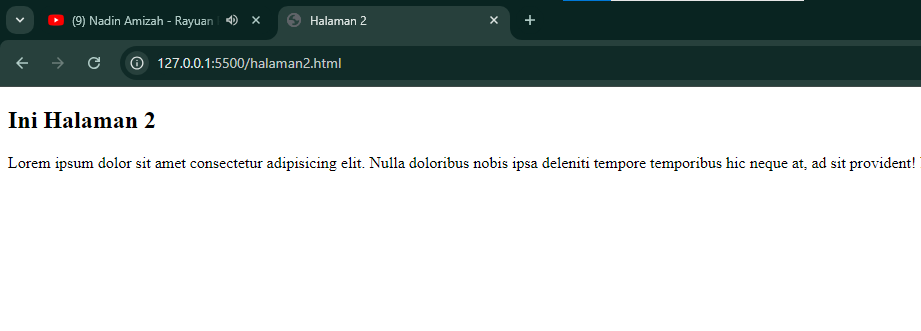 (9) Nadin Amizah - Rayuan
Halaman 2
127.0.0.1:5500/halaman2.html
Ini Halaman 2
Lorem ipsum dolor sit amet consectetur adipisicing elit. Nulla doloribus nobis ipsa deleniti tempore temporibus hic neque at, ad sit provident!